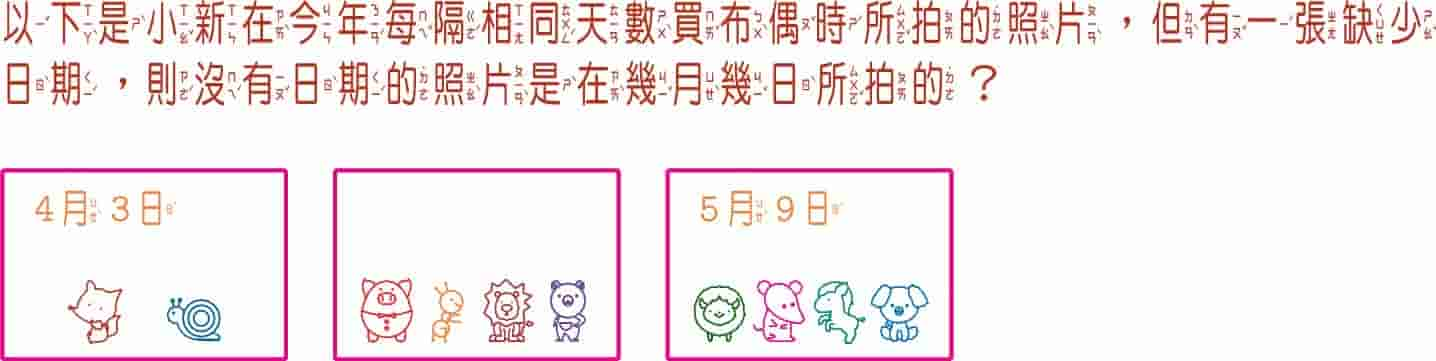 以下是小新在今年每隔相同天數買布偶時所拍的照片，但有一張缺少
日期，則沒有日期的照片是在幾月幾日所拍的？
4月3日
5月9日